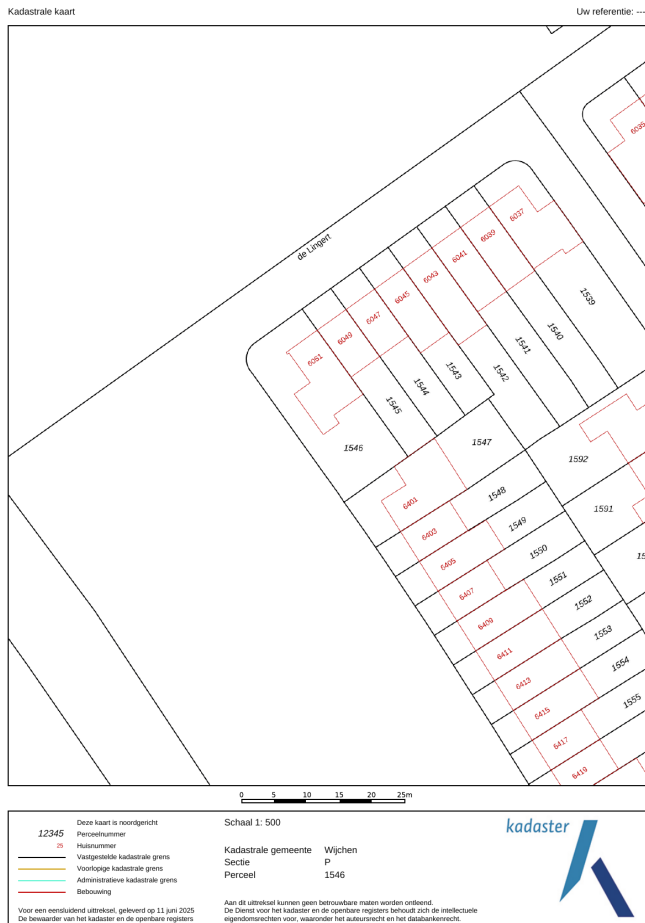 Kadastrale kaart
Uw referentie: ---
6035
de Lingert
6037
6039
6041
6043
6045
6047
6049
6051
1539
1540
1541
1542
1543
1544
1545
1546
1547
1592
1548
6401
1591
1549
6403
1550
6405
1551
6407
1552
6409
1553
6411
1554
6413
1555
6415
6417
6419
0 5 10 15 20 25m
Deze kaart is noordgericht
12345 Perceelnummer
25 Huisnummer
Vastgestelde kadastrale grens
Voorlopige kadastrale grens
Administratieve kadastrale grens
Bebouwing
Voor een eensluidend uittreksel, geleverd op 11 juni 2025
De bewaarder van het kadaster en de openbare registers
Schaal 1: 500
Kadastrale gemeente Wijchen
Sectie P
Perceel 1546
Aan dit uittreksel kunnen geen betrouwbare maten worden ontleend.
De Dienst voor het kadaster en de openbare registers behoudt zich de intellectuele
eigendomsrechten voor, waaronder het auteursrecht en het databankenrecht.
kadaster